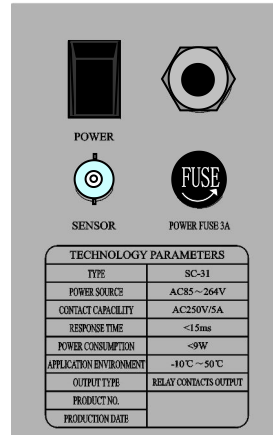 POWER
FUSE
SENSOR
POWER FUSE 3A
TECHNOLOGY PARAMETERS
TYPE SC-31
POWER SOURCE AC85～264V
CONTACT CAPACILITY AC250V/5A
RESPONSE TIME <15ms
POWER CONSUMPTION <9W
APPLICATION ENVIRONMENT -10℃～50℃
OUTPUT TYPE RELAY CONTACTS OUTPUT
PRODUCT NO.
PRODUCTION DATE